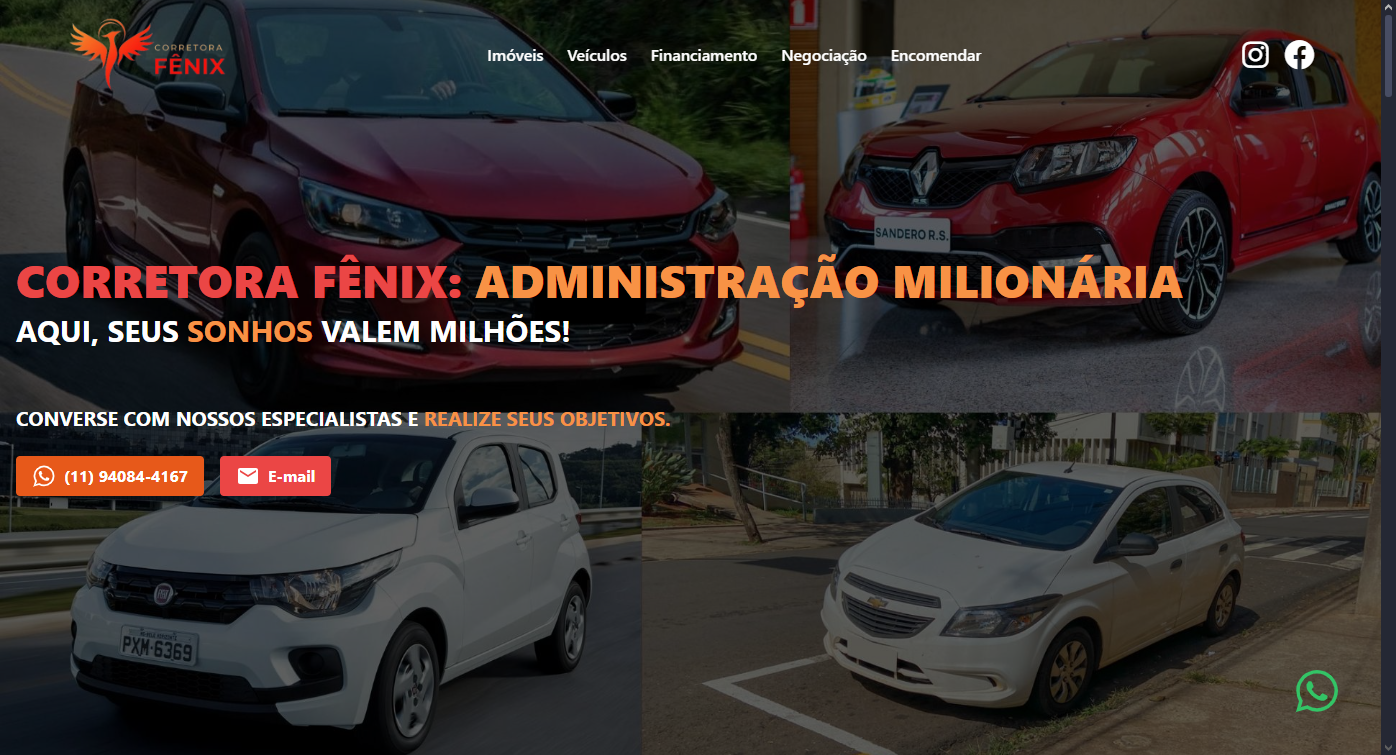 CORRETORA
FÊNIX
Imóveis Veículos Financiamento Negociação Encomendar
SANDERO R.S.
CORRETORA FÊNIX: ADMINISTRAÇÃO MILIONÁRIA
AQUI, SEUS SONHOS VALEM MILHÕES!
CONVERSE COM NOSSOS ESPECIALISTAS E REALIZE SEUS OBJETIVOS.
(11) 94084-4167 E-mail
FIAT
PXM-6369